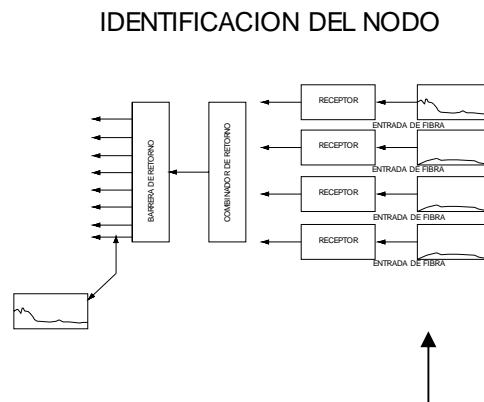 IDENTIFICACION DEL NODO
RECEPTOR
ENTRADA DE FIBRA
RECEPTOR
ENTRADA DE FIBRA
RECEPTOR
ENTRADA DE FIBRA
RECEPTOR
ENTRADA DE FIBRA
COMBINADOR DE RETORNO
BARRERA DE RETORNO